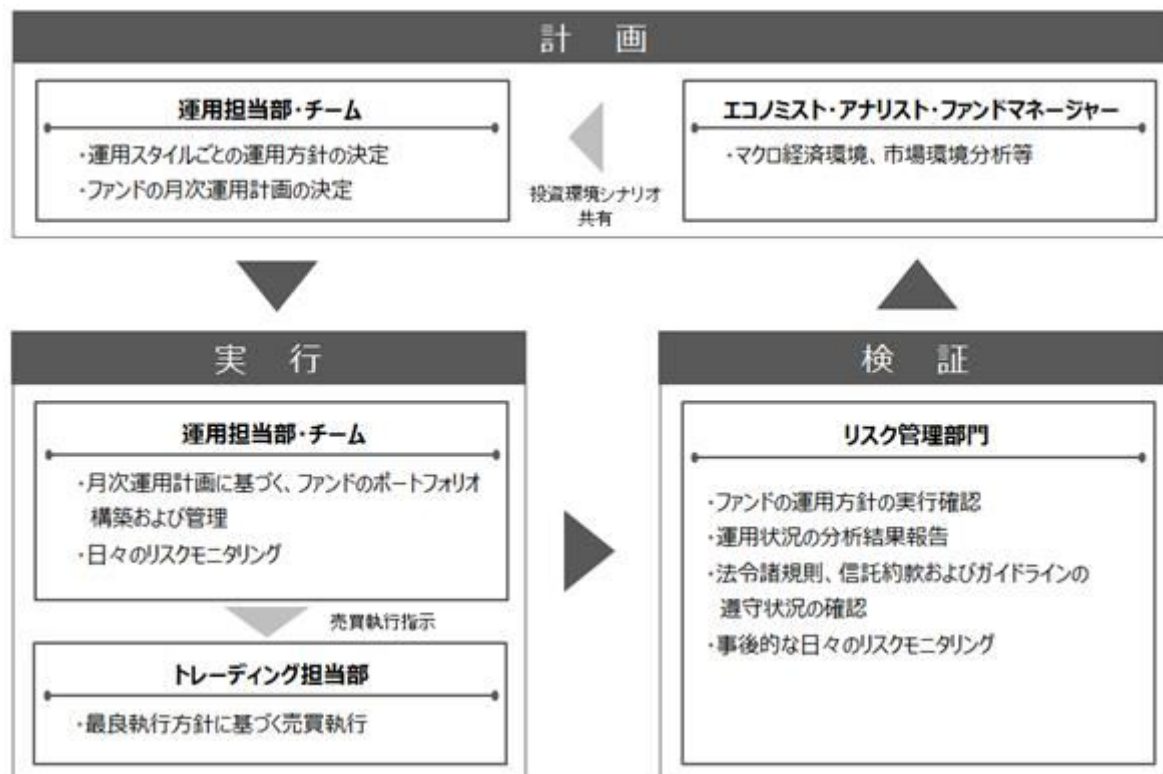 計 画
運用担当部・チーム
・運用スタイルごとの運用方針の決定
・ファンドの月次運用計画の決定
投資環境シナリオ
共有
エコノミスト・アナリスト・ファンドマネージャー
・マクロ経済環境、市場環境分析等
実 行
運用担当部・チーム
・月次運用計画に基づく、ファンドのポートフォリオ
構築および管理
・日々のリスクモニタリング
売買執行指示
トレーディング担当部
・最良執行方針に基づく売買執行
検 証
リスク管理部門
・ファンドの運用方針の実行確認
・運用状況の分析結果報告
・法令諸規則、信託約款およびガイドラインの
遵守状況の確認
・事後的な日々のリスクモニタリング